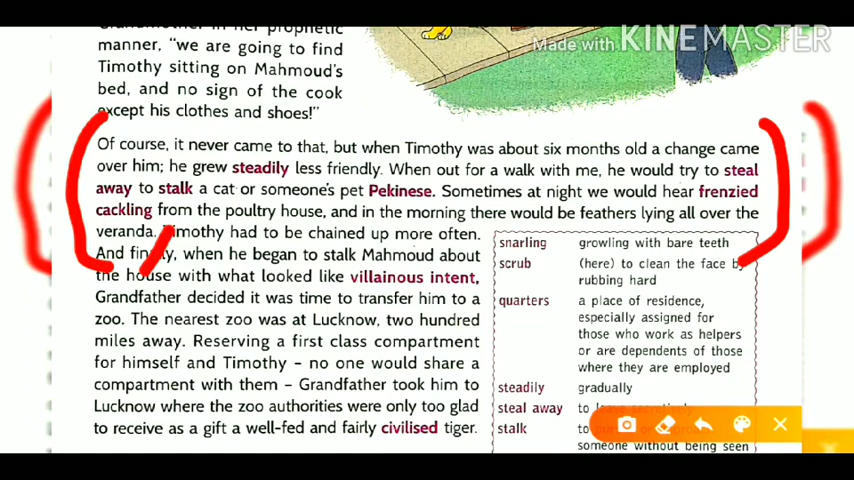 Grandmother in her prophetic
manner, “we are going to find
Timothy sitting on Mahmoud’s
bed, and no sign of the cook
except his clothes and shoes!”
Made with KINEMASTER
Of course, it never came to that, but when Timothy was about six months old a change came
over him; he grew steadily less friendly. When out for a walk with me, he would try to steal
away to stalk a cat or someone’s pet Pekinese. Sometimes at night we would hear frenzied
cackling from the poultry house, and in the morning there would be feathers lying all over the
veranda. Timothy had to be chained up more often.
And finally, when he began to stalk Mahmoud about
the house with what looked like villainous intent,
Grandfather decided it was time to transfer him to a
zoo. The nearest zoo was at Lucknow, two hundred
miles away. Reserving a first class compartment
for himself and Timothy – no one would share a
compartment with them – Grandfather took him to
Lucknow where the zoo authorities were only too glad
to receive as a gift a well-fed and fairly civilised tiger.
snarling growling with bare teeth
scrub (here) to clean the face by
rubbing hard
quarters a place of residence,
especially assigned for
those who work as helpers
or are dependents of those
where they are employed
steadily gradually
steal away to leave secretively
stalk to
someone without being seen